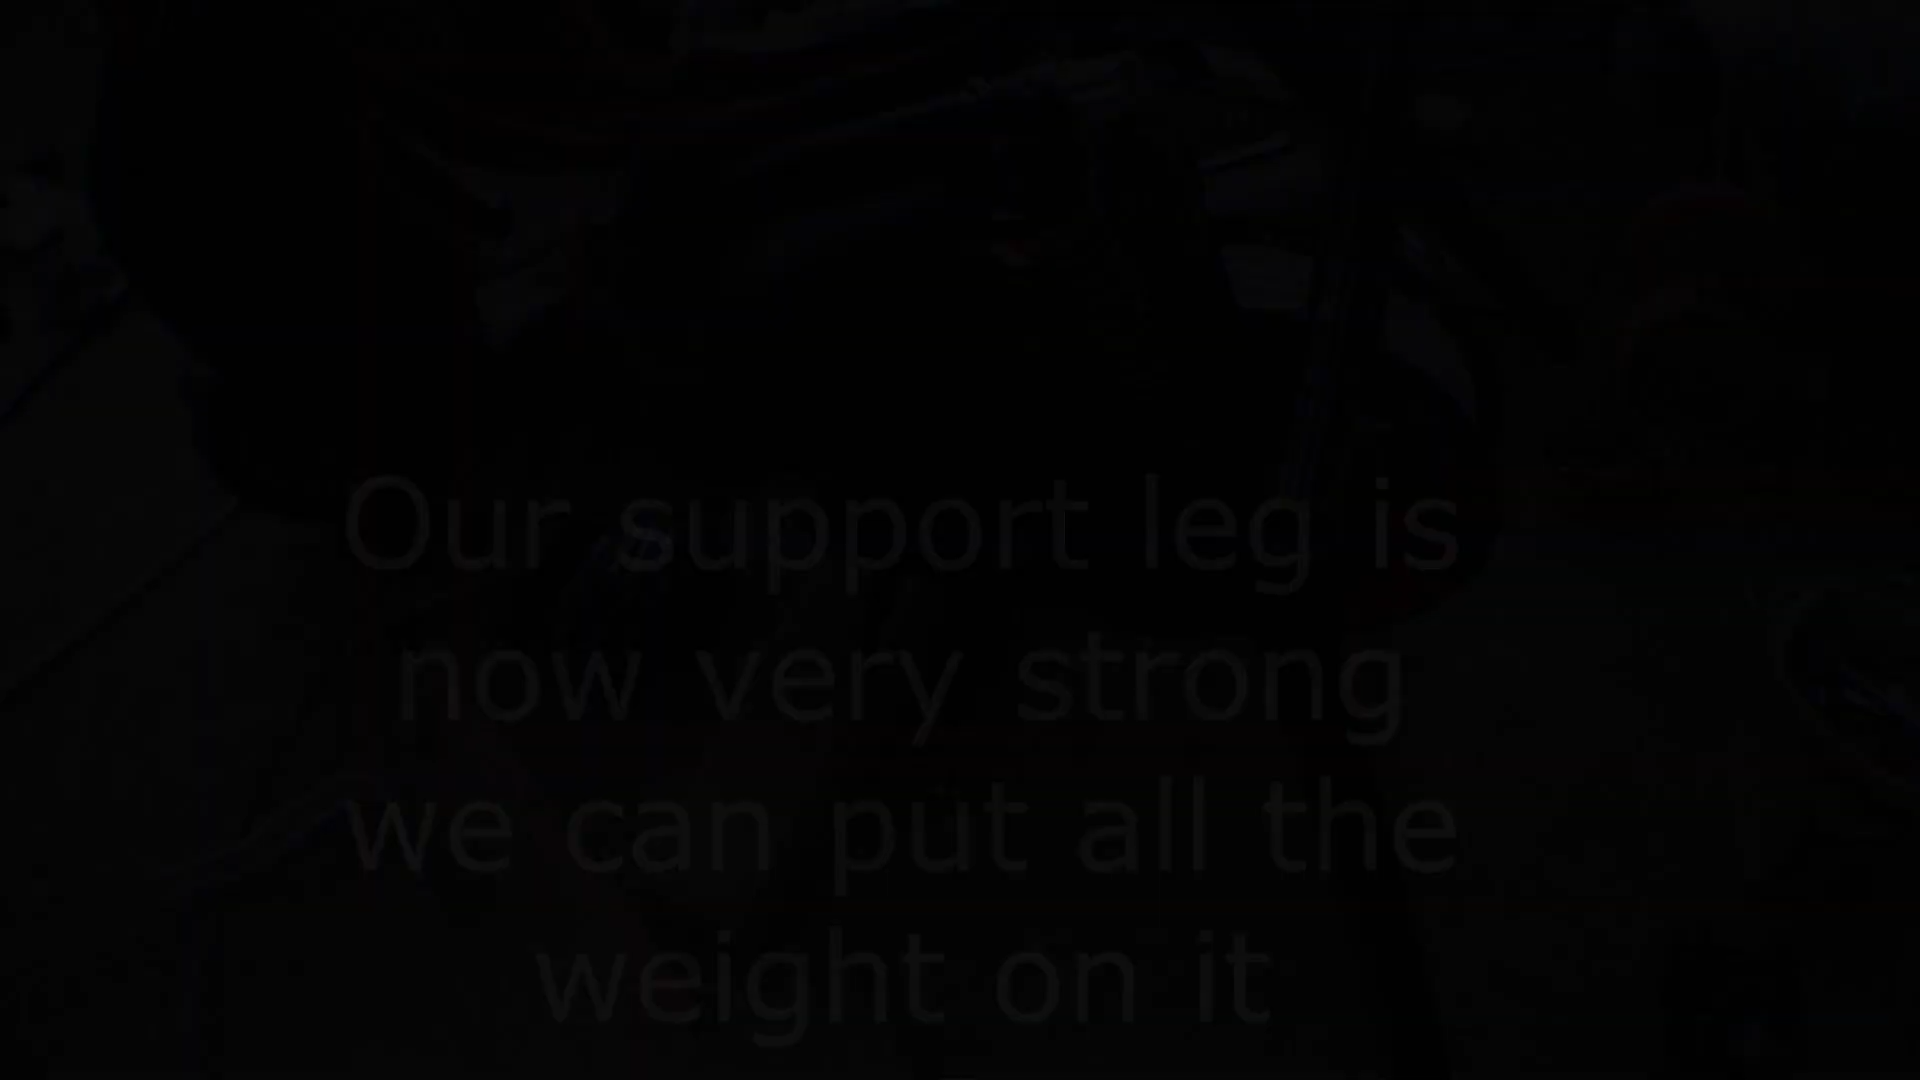 Our support leg is
now very strong
we can put all the
weight on it